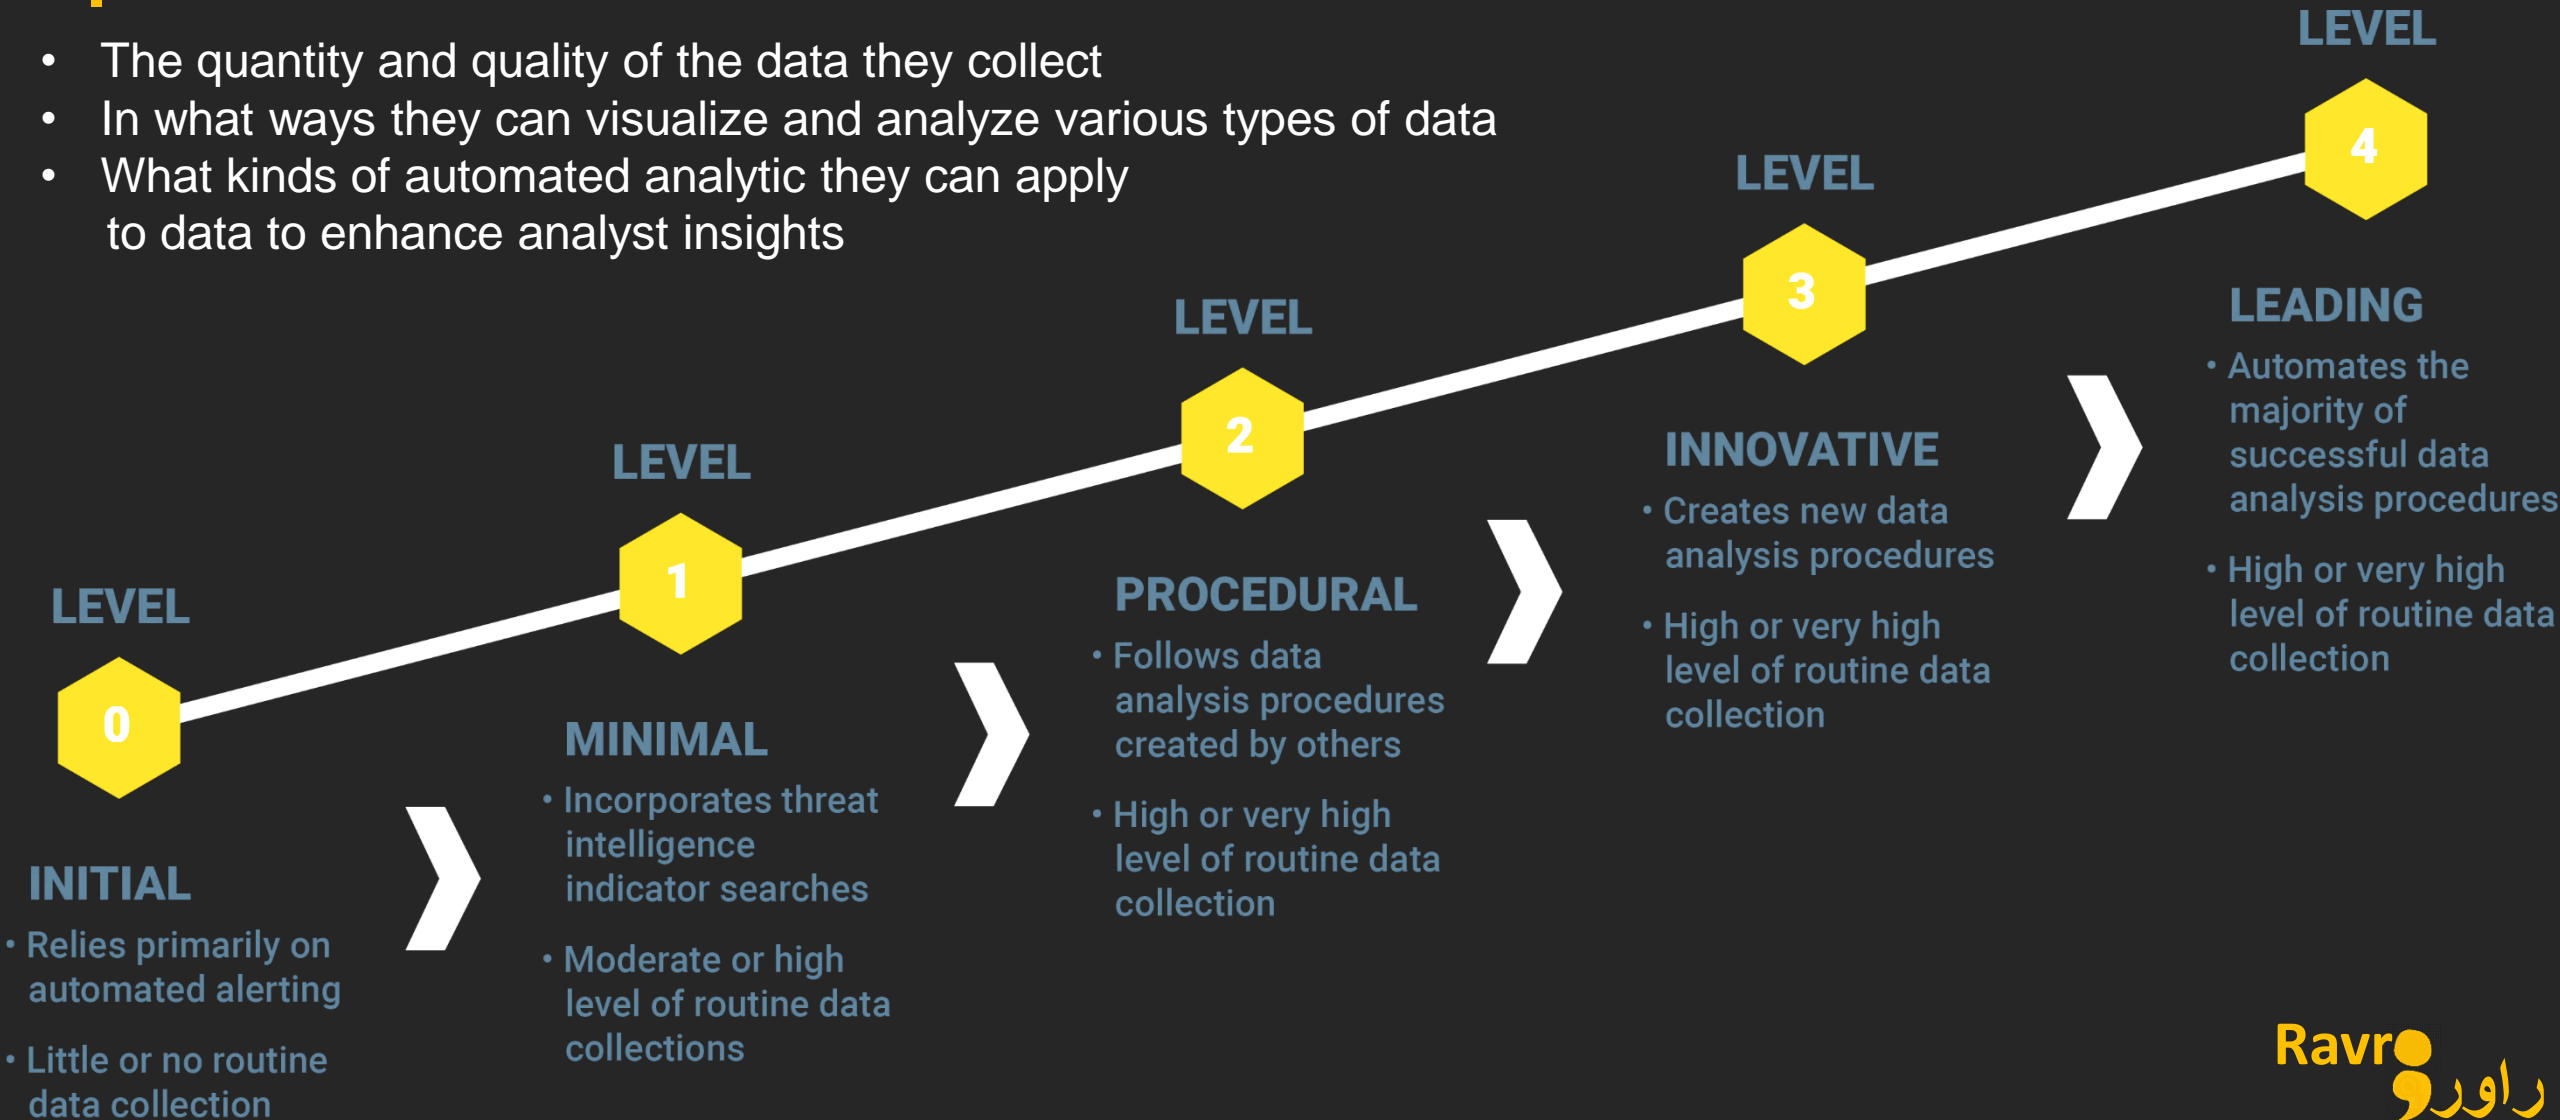 • The quantity and quality of the data they collect
• In what ways they can visualize and analyze various types of data
• What kinds of automated analytic they can apply
to data to enhance analyst insights
LEVEL
0
INITIAL
• Relies primarily on
automated alerting
• Little or no routine
data collection
LEVEL
1
MINIMAL
• Incorporates threat
intelligence
indicator searches
• Moderate or high
level of routine data
collections
LEVEL
2
PROCEDURAL
• Follows data
analysis procedures
created by others
• High or very high
level of routine data
collection
LEVEL
3
INNOVATIVE
• Creates new data
analysis procedures
• High or very high
level of routine data
collection
LEVEL
4
LEADING
• Automates the
majority of
successful data
analysis procedures
• High or very high
level of routine data
collection
Ravro
راورو